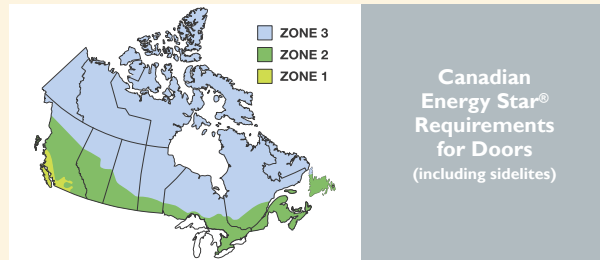 ZONE 3
ZONE 2
ZONE 1
Canadian
Energy Star®
Requirements
for Doors
(including sidelites)